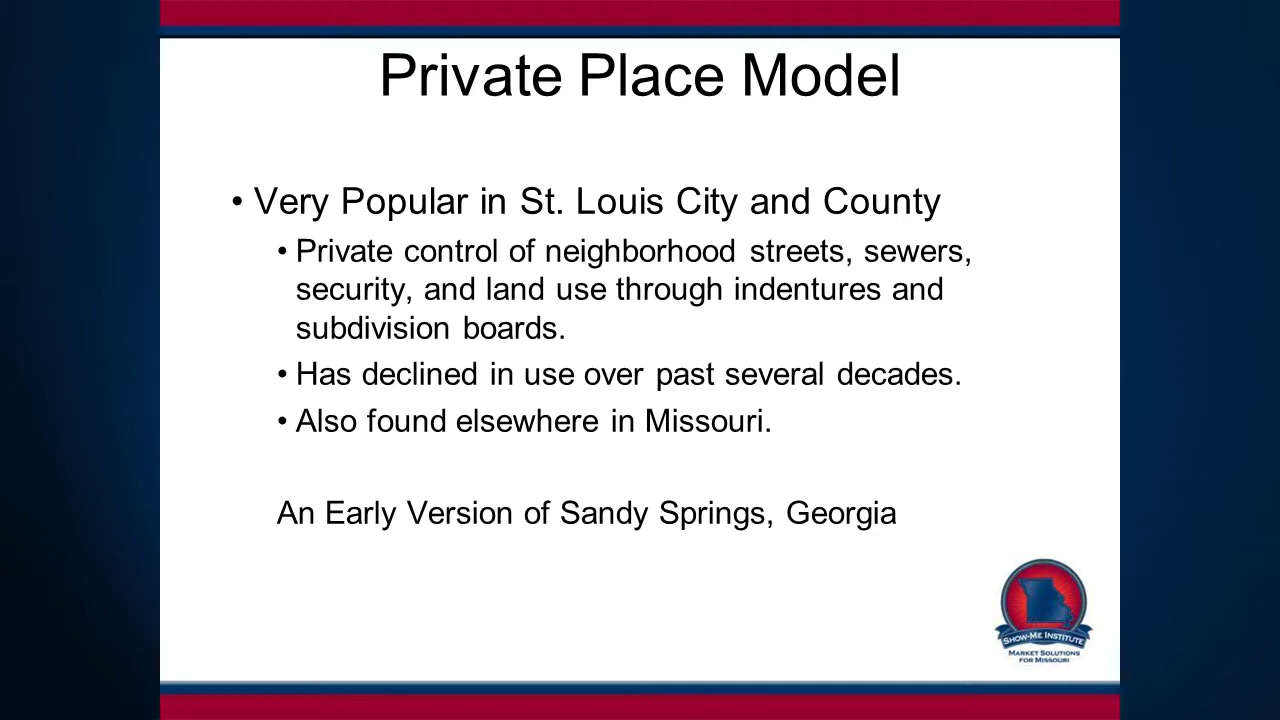 Private Place Model
• Very Popular in St. Louis City and County
• Private control of neighborhood streets, sewers,
security, and land use through indentures and
subdivision boards.
• Has declined in use over past several decades.
• Also found elsewhere in Missouri.
An Early Version of Sandy Springs, Georgia
SHOW-ME INSTITUTE
MARKET SOLUTIONS
FOR MISSOURI